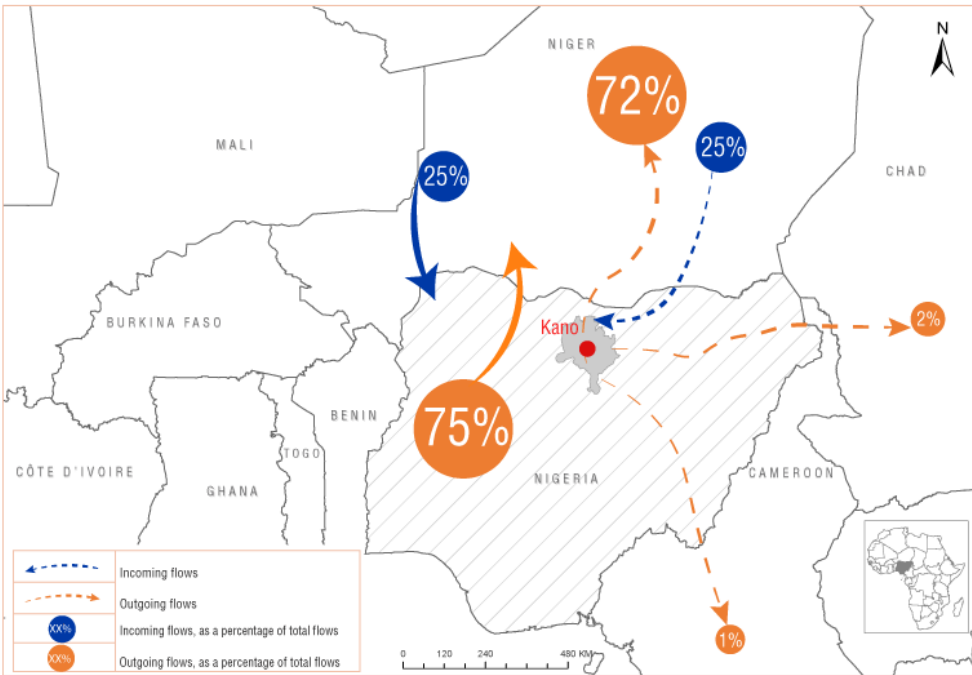 N
NIGER
72%
MALI
25%
25%
CHAD
Kano
2%
BURKINA FASO
75%
BENIN
TOGO
CÔTE D'IVOIRE
GHANA
NIGERIA
CAMEROON
1%
Incoming flows
Outgoing flows
XX%
Incoming flows, as a percentage of total flows
XX%
Outgoing flows, as a percentage of total flows
0 120 240 480 KM